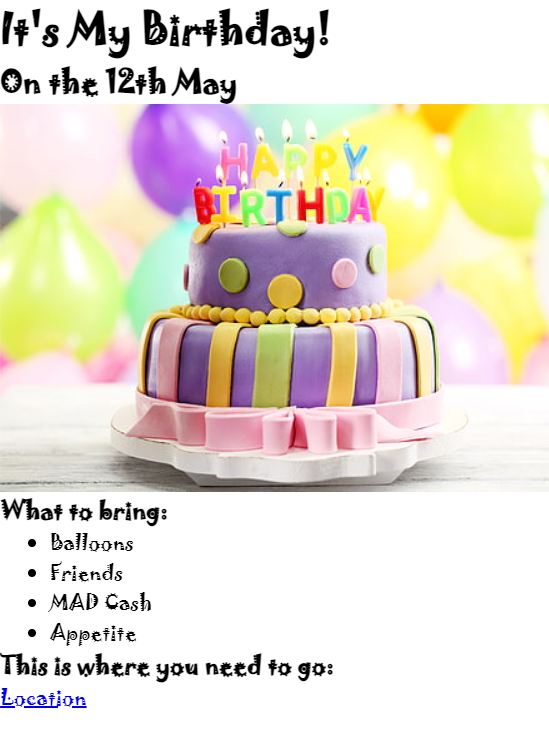 It's My Birthday!
On the 12th May
HAPPY
BIRTHDAY
What to bring:
Balloons
Friends
MAD Cash
Appetite
This is where you need to go:
Location